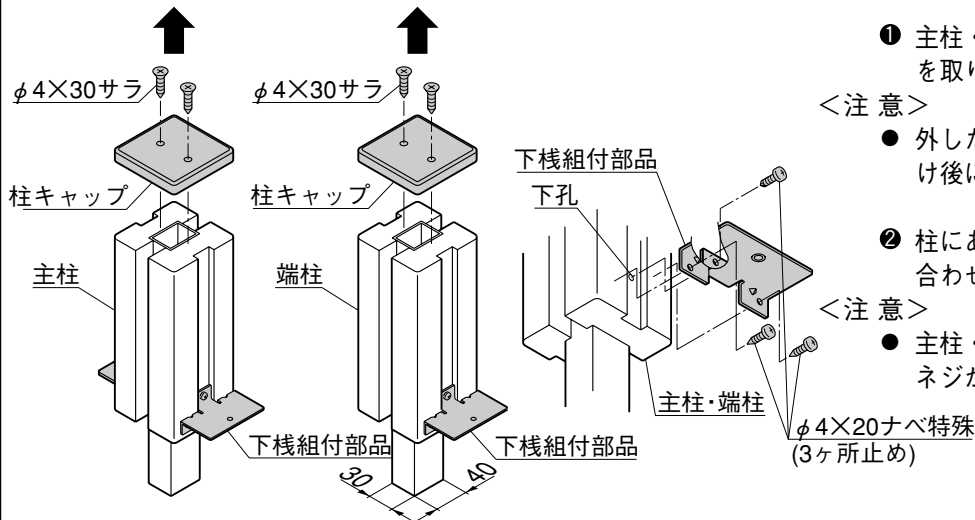 φ4×30サラ
柱キャップ
主柱
下桟組付部品
φ4×30サラ
柱キャップ
端柱
下桟組付部品
30
40
下桟組付部品
下孔
主柱・端柱
φ4×20ナベ特殊
(3ヶ所止め)
❶ 主柱・
を取り
＜注 意＞
● 外した
け後に
❷ 柱にあ
合わせ
＜注 意＞
● 主柱・
ネジが